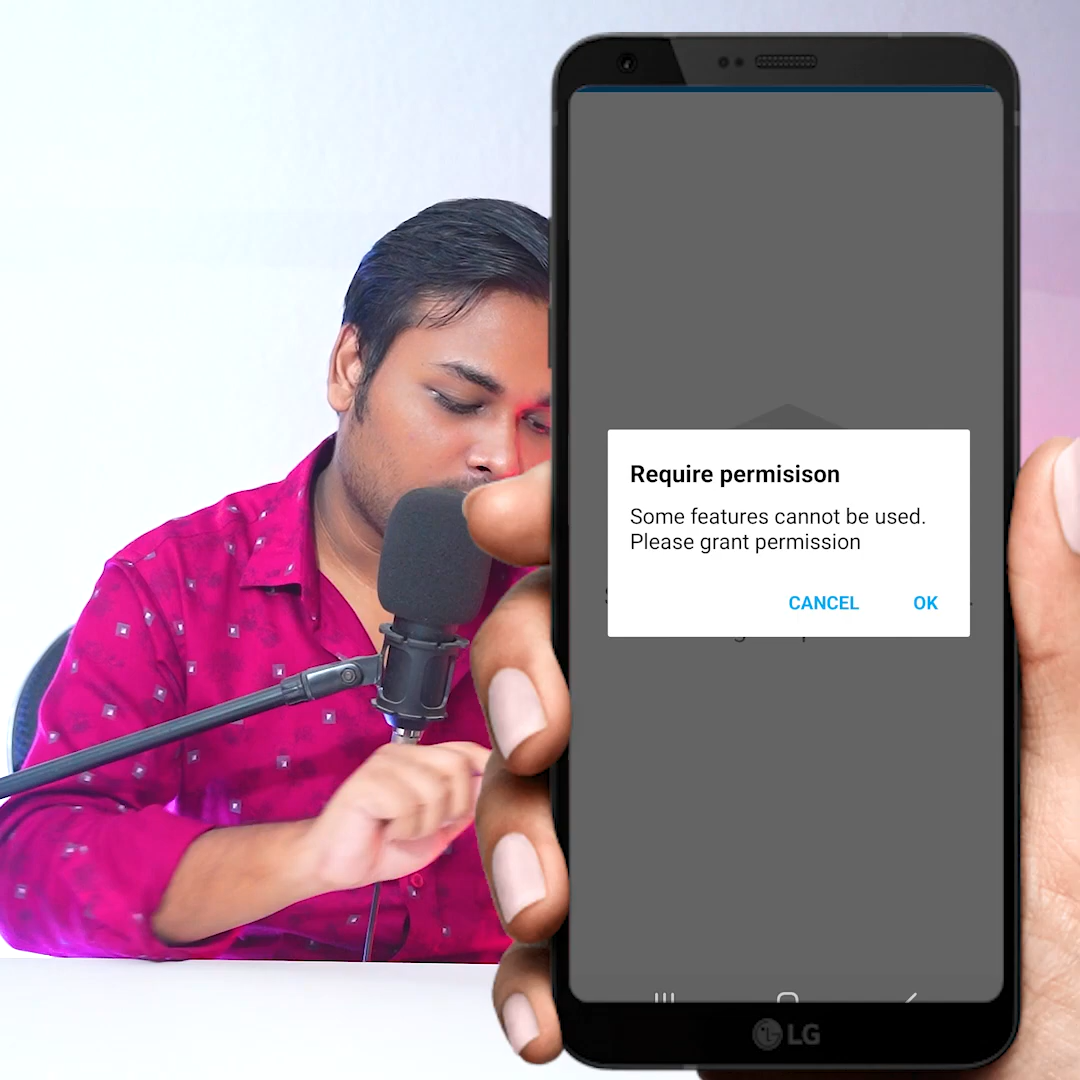 Require permisison
Some features cannot be used.
Please grant permission
CANCEL OK
LG